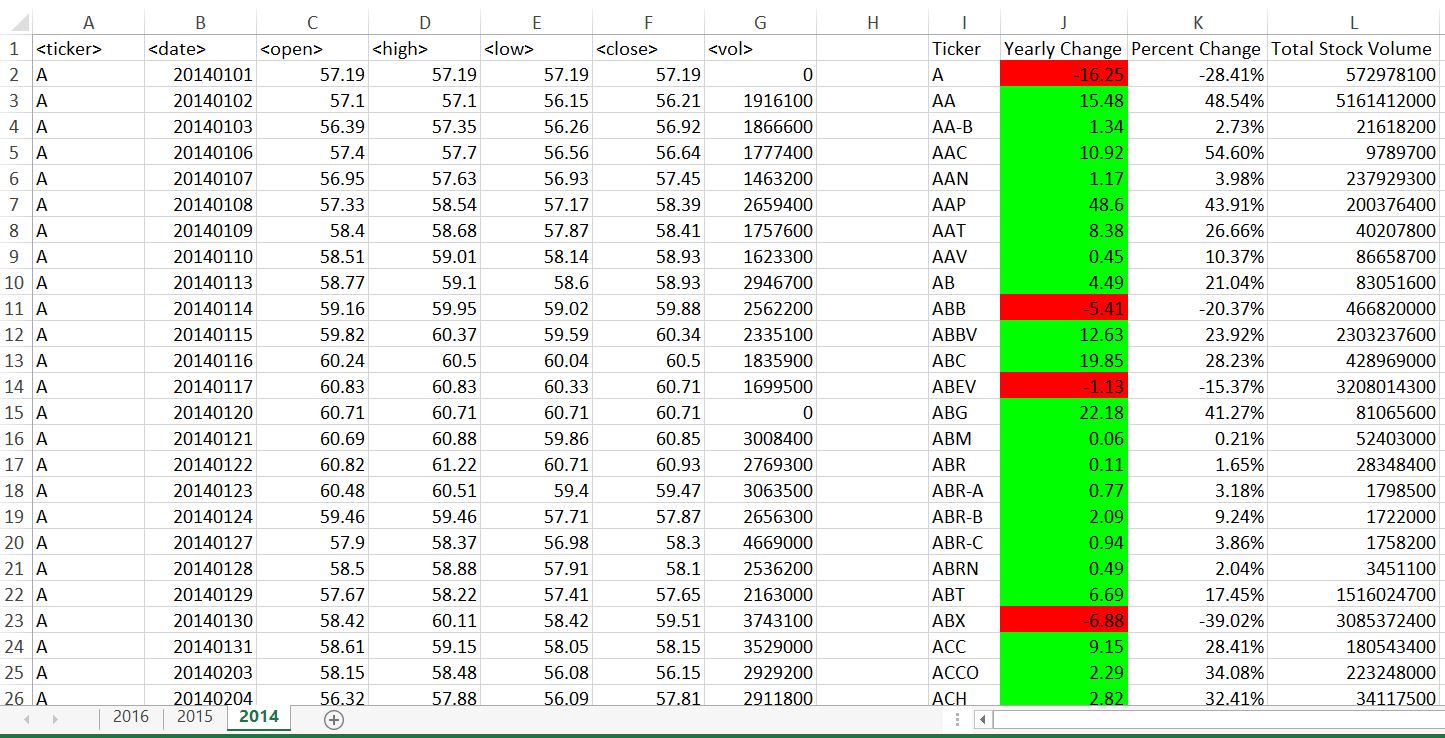 A B C D E F G H I J K L
1 <ticker> <date> <open> <high> <low> <close> <vol> Ticker Yearly Change Percent Change Total Stock Volume
2 A 20140101 57.19 57.19 57.19 57.19 0 A -16.25 -28.41% 572978100
3 A 20140102 57.1 57.1 56.15 56.21 1916100 AA 15.48 48.54% 5161412000
4 A 20140103 56.39 57.35 56.26 56.92 1866600 AA-B 1.34 2.73% 21618200
5 A 20140106 57.4 57.7 56.56 56.64 1777400 AAC 10.92 54.60% 9789700
6 A 20140107 56.95 57.63 56.93 57.45 1463200 AAN 1.17 3.98% 237929300
7 A 20140108 57.33 58.54 57.17 58.39 2659400 AAP 48.6 43.91% 200376400
8 A 20140109 58.4 58.68 57.87 58.41 1757600 AAT 8.38 26.66% 40207800
9 A 20140110 58.51 59.01 58.14 58.93 1623300 AAV 0.45 10.37% 86658700
10 A 20140113 58.77 59.1 58.6 58.93 2946700 AB 4.49 21.04% 83051600
11 A 20140114 59.16 59.95 59.02 59.88 2562200 ABB -5.41 -20.37% 466820000
12 A 20140115 59.82 60.37 59.59 60.34 2335100 ABBV 12.63 23.92% 2303237600
13 A 20140116 60.24 60.5 60.04 60.5 1835900 ABC 19.85 28.23% 428969000
14 A 20140117 60.83 60.83 60.33 60.71 1699500 ABEV -1.13 -15.37% 3208014300
15 A 20140120 60.71 60.71 60.71 60.71 0 ABG 22.18 41.27% 81065600
16 A 20140121 60.69 60.88 59.86 60.85 3008400 ABM 0.06 0.21% 52403000
17 A 20140122 60.82 61.22 60.71 60.93 2769300 ABR 0.11 1.65% 28348400
18 A 20140123 60.48 60.51 59.4 59.47 3063500 ABR-A 0.77 3.18% 1798500
19 A 20140124 59.46 59.46 57.71 57.87 2656300 ABR-B 2.09 9.24% 1722000
20 A 20140127 57.9 58.37 56.98 58.3 4669000 ABR-C 0.94 3.86% 1758200
21 A 20140128 58.5 58.88 57.91 58.1 2536200 ABRN 0.49 2.04% 3451100
22 A 20140129 57.67 58.22 57.41 57.65 2163000 ABT 6.69 17.45% 1516024700
23 A 20140130 58.42 60.11 58.42 59.51 3743100 ABX -6.88 -39.02% 3085372400
24 A 20140131 58.61 59.15 58.05 58.15 3529000 ACC 9.15 28.41% 180543400
25 A 20140203 58.15 58.48 56.08 56.15 2929200 ACCO 2.29 34.08% 223248000
26 A 20140204 56.32 57.88 56.09 57.81 2911800 ACH 2.82 32.41% 34117500
2016 2015 2014